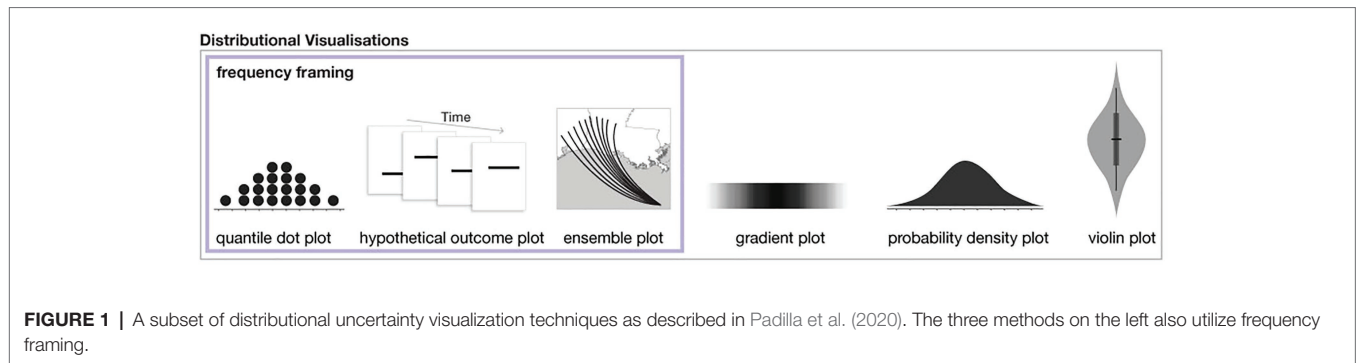 Distributional Visualisations
frequency framing
Time
quantile dot plot
hypothetical outcome plot
ensemble plot
gradient plot
probability density plot
violin plot
FIGURE 1 | A subset of distributional uncertainty visualization techniques as described in Padilla et al. (2020). The three methods on the left also utilize frequency
framing.